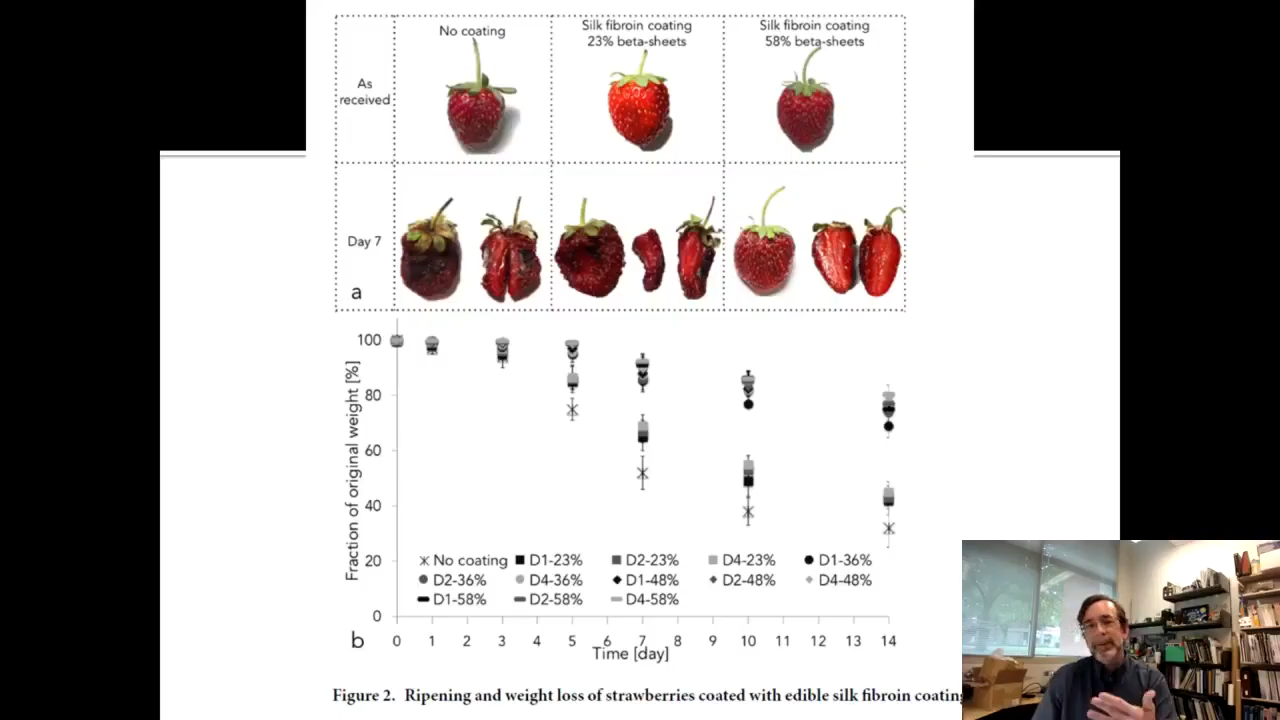 No coating
Silk fibroin coating
23% beta-sheets
Silk fibroin coating
58% beta-sheets
As
received
Day 7
a
100
80
60
40
20
0
Fraction of original weight [%]
No coating D1-23% D2-23% D4-23% D1-36%
D2-36% D4-36% D1-48% D2-48% D4-48%
D1-58% D2-58% D4-58%
0 1 2 3 4 5 6 7 8 9 10 11 12 13 14
b
Time [day]
Figure 2. Ripening and weight loss of strawberries coated with edible silk fibroin coating